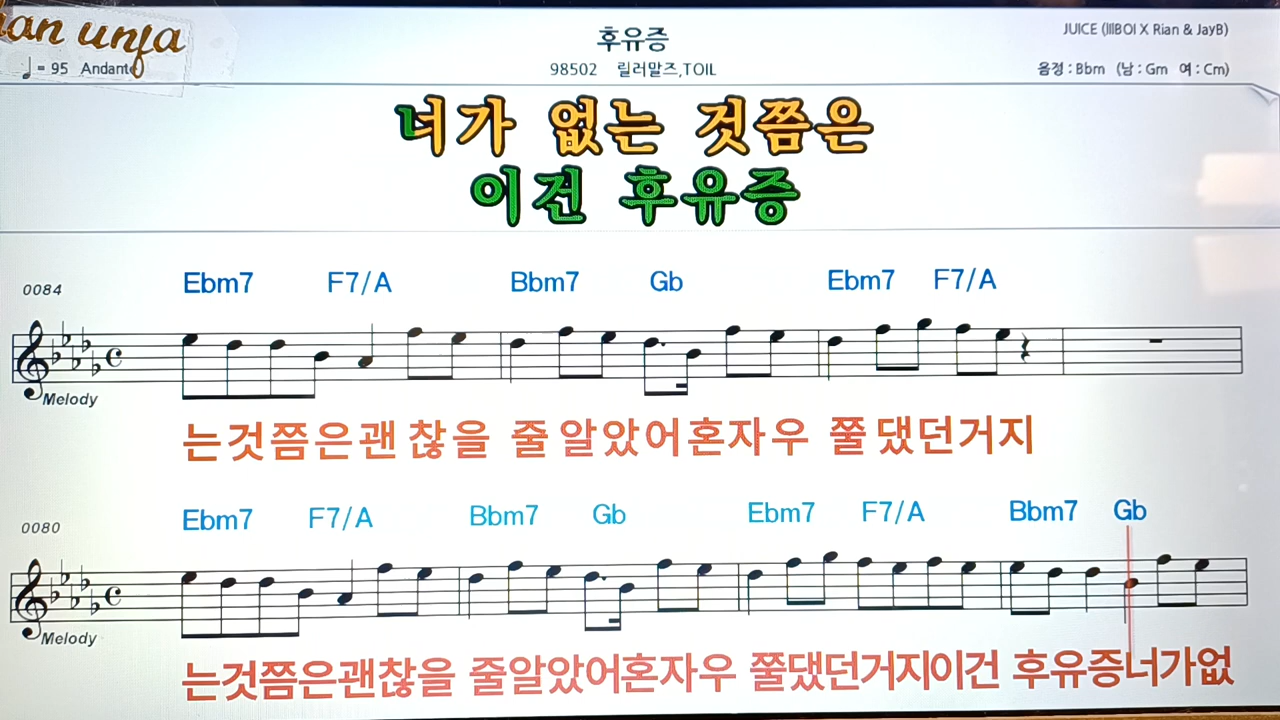 unfa
후유증
JUICE (lllBOI X Rian & JayB)
♩= 95 Andante
98502 릴러말즈,TOIL
음정 : Bbm (남 : Gm 여 : Cm)
너가 없는 것쯤은
이건 후유증
0084
Ebm7 F7/A Bbm7 Gb Ebm7 F7/A
Melody
는것쯤은괜찮을 줄알았어혼자우 쭐댔던거지
0080
Ebm7 F7/A Bbm7 Gb Ebm7 F7/A Bbm7 Gb
Melody
는것쯤은괜찮을 줄알았어혼자우 쭐댔던거지이건 후유증너가없